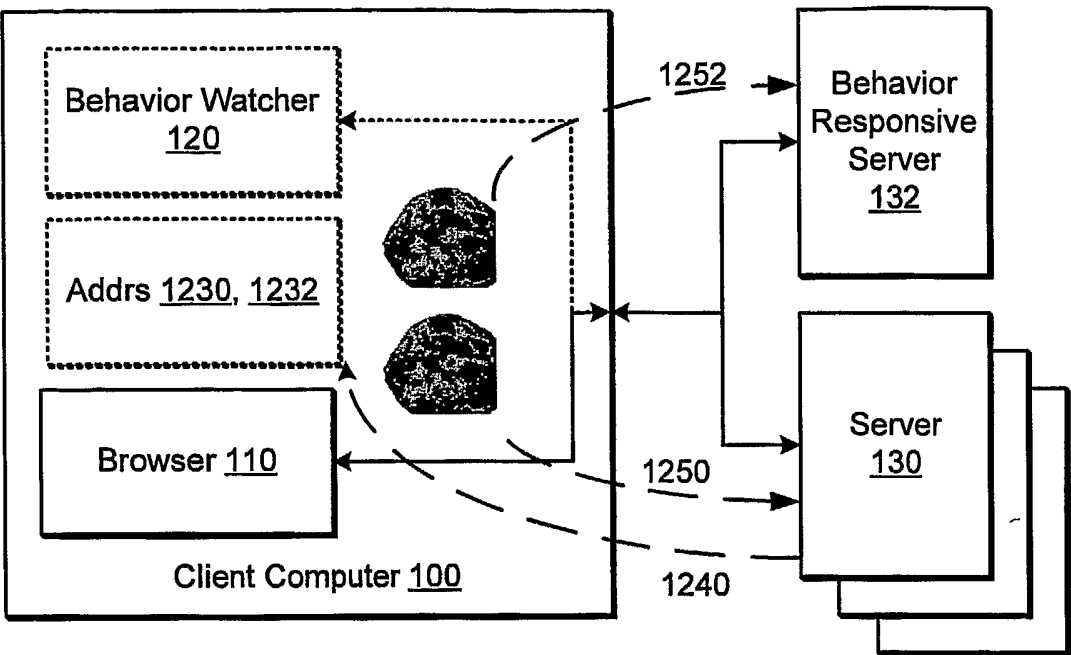 Behavior Watcher
120
Addrs 1230, 1232
Browser 110
Client Computer 100
1252
Behavior
Responsive
Server
132
Server
130
1250
1240